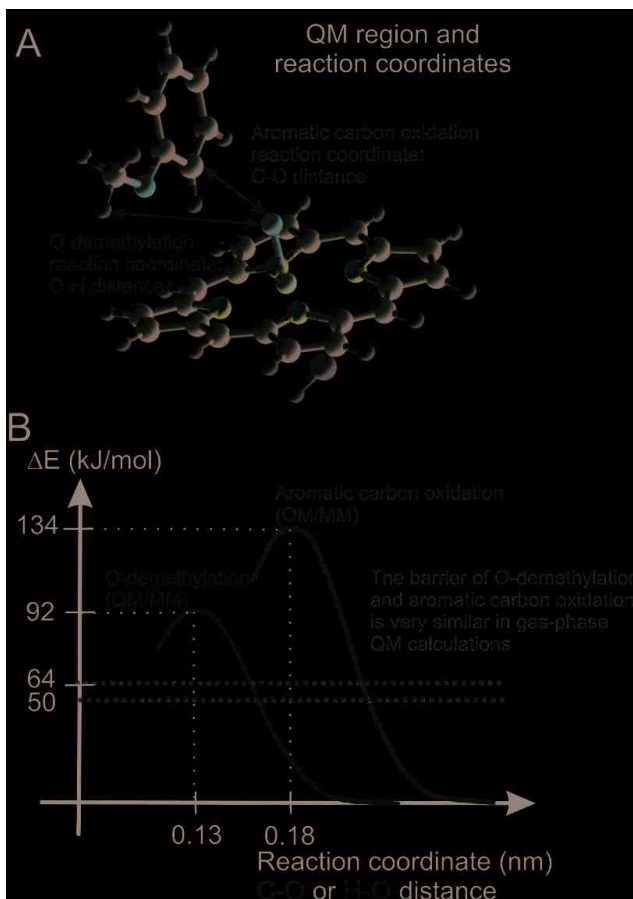 A
QM region and
reaction coordinates
Aromatic carbon oxidation
reaction coordinate:
C-O distance
O-demethylation
reaction coordinate:
O-H distance
B
ΔE (kJ/mol)
134
92
64
50
Aromatic carbon oxidation
(QM/MM)
O-demethylation
(QM/MM)
The barrier of O-demethylation
and aromatic carbon oxidation
is very similar in gas-phase
QM calculations
0.13
0.18
Reaction coordinate (nm)
C-O or H-O distance